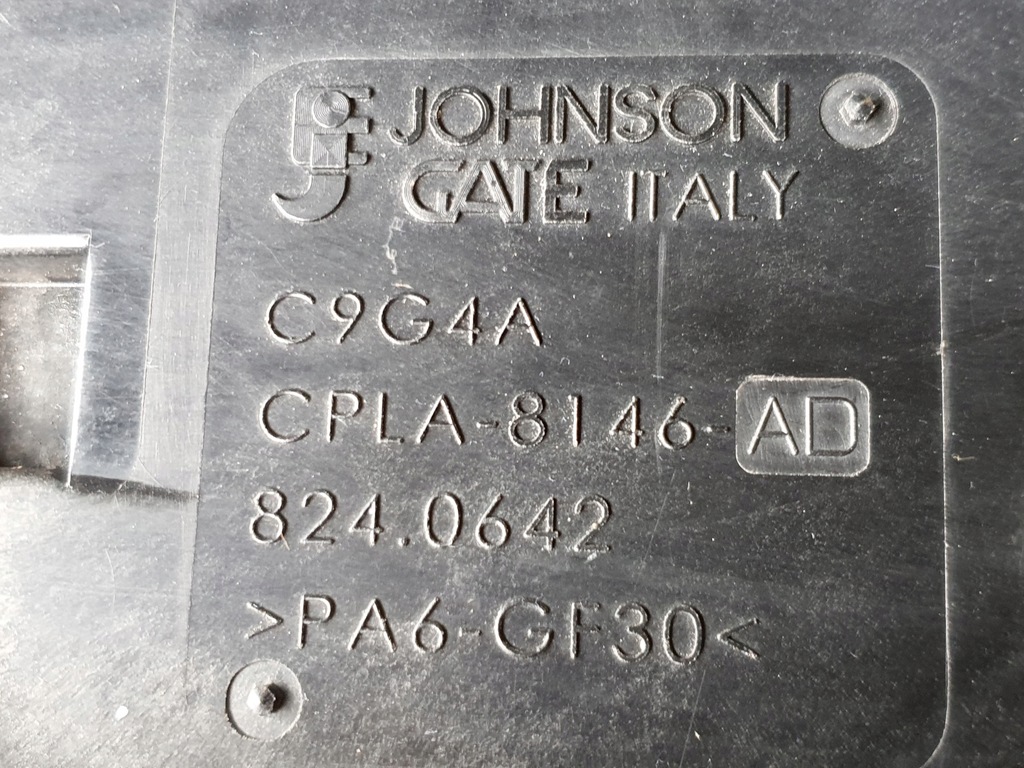 JOHNSON
GATE ITALY
C9G4A
CPLA-8146-AD
824.0642
>PA6-GF30<